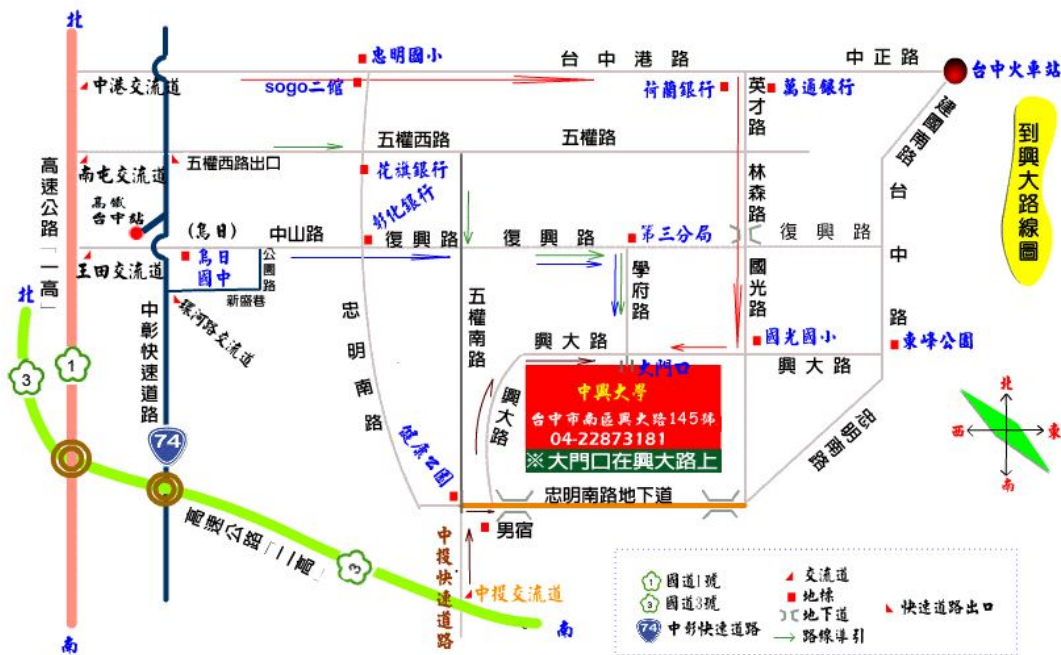 北
忠明國小
台中港路
中正路
台中火車站
中港交流道
sogo二館
荷蘭銀行
英才路
萬通銀行
建國南路
到興大路線圖
五權西路
五權路
南屯交流道
五權西路出口
花旗銀行
林森路
台中路
高速公路「一高」
高鐵
台中站
彰化銀行
(烏日)
中山路
復興路
復興路
第三分局
復興路
王田交流道
烏日
國中
公園路
新盛巷
學府路
國光路
北
環河路交流道
中彰快速道路
忠明南路
五權南路
興大路
國光國小
興大路
東峰公園
3
1
大門口
興大路
中興大學
台中市南區興大路145號
04-22873181
※大門口在興大路上
忠明南路
北
西
東
南
74
健康公園
忠明南路地下道
高速公路「二高」
3
男宿
中投快速道路
中投交流道
南
南
1 國道1號
3 國道3號
74 中彰快速道路
交流道
地標
地下道
路線導引
快速道路出口